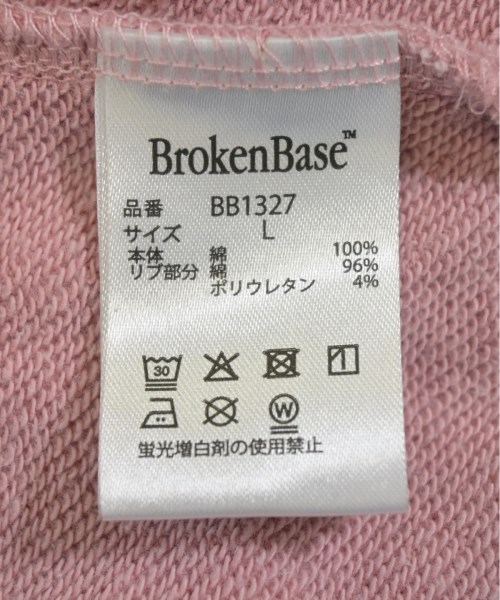 BrokenBase™
品番 BB1327
サイズ L
本体 綿 100%
リブ部分 綿 96%
ポリウレタン 4%
30
W
蛍光増白剤の使用禁止